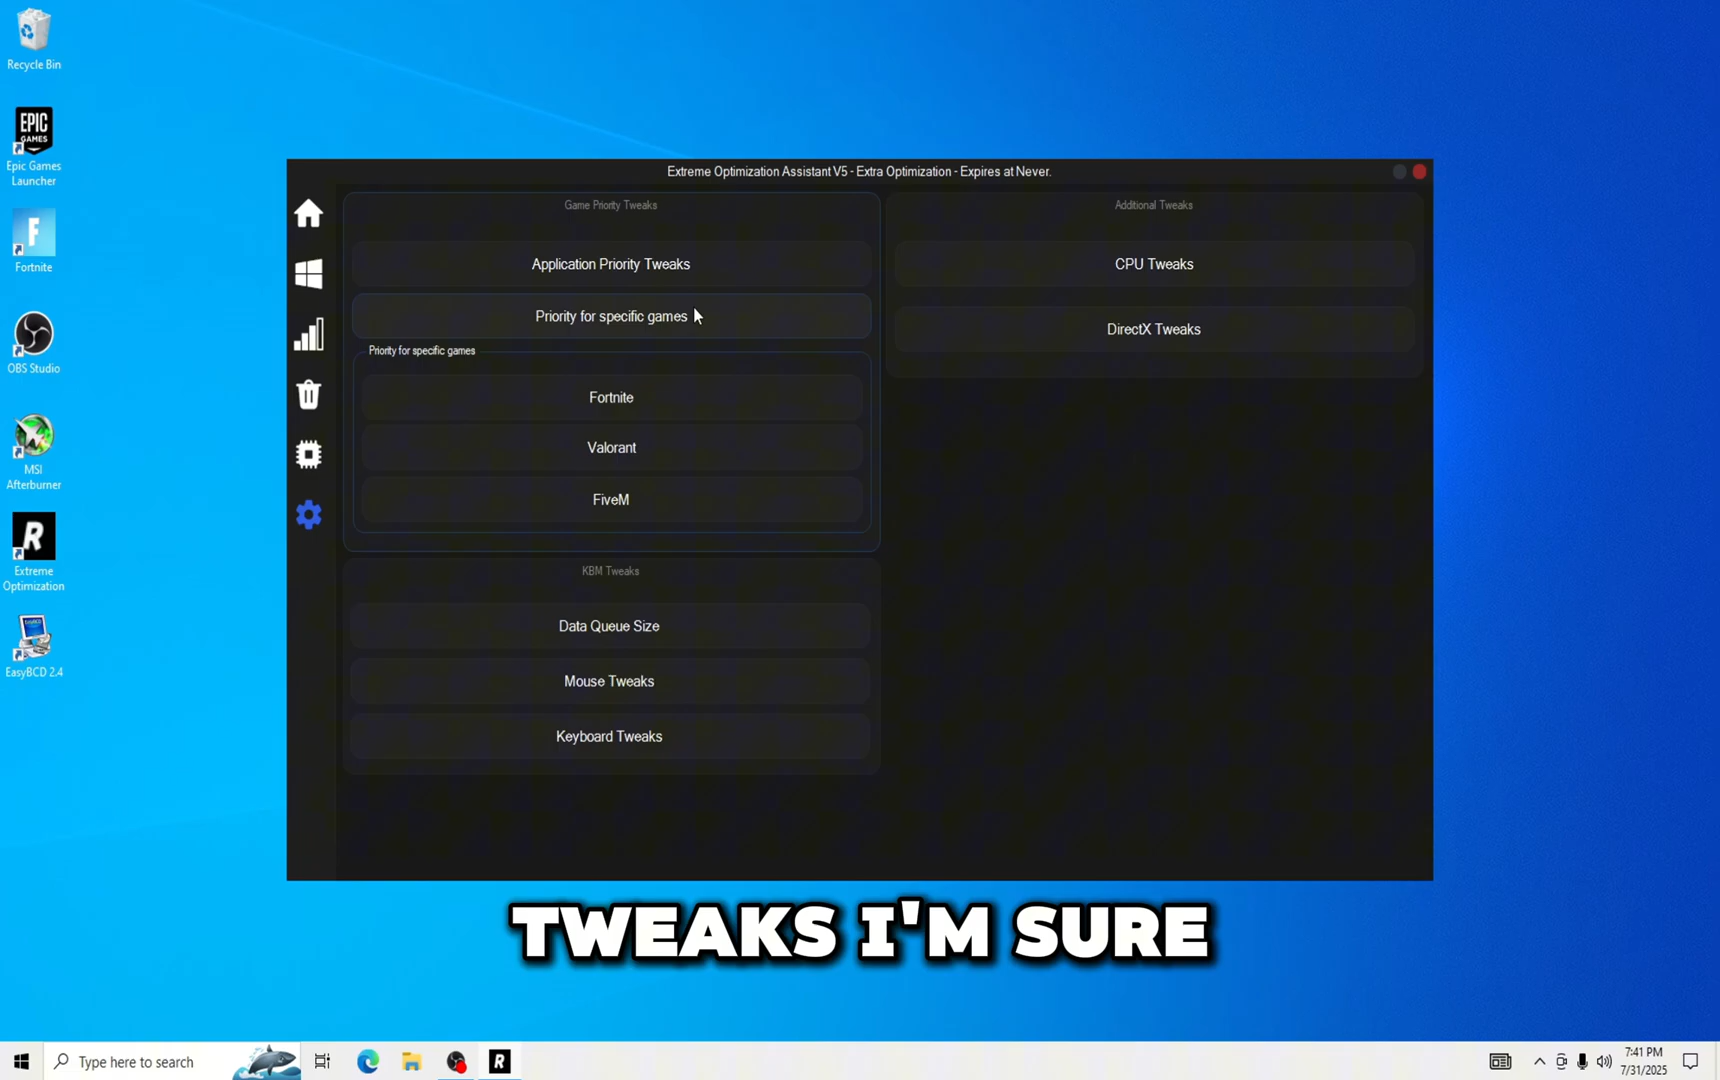 Recycle Bin
EPIC
GAMES
Epic Games
Launcher
F
Fortnite
OBS Studio
MSI
Afterburner
R
Extreme
Optimization
EasyBCD 2.4
Extreme Optimization Assistant V5 - Extra Optimization - Expires at Never.
Game Priority Tweaks
Application Priority Tweaks
Priority for specific games
Priority for specific games
Fortnite
Valorant
FiveM
KBM Tweaks
Data Queue Size
Mouse Tweaks
Keyboard Tweaks
Additional Tweaks
CPU Tweaks
DirectX Tweaks
TWEAKS I'M SURE
Type here to search
R
7:41 PM
7/31/2025